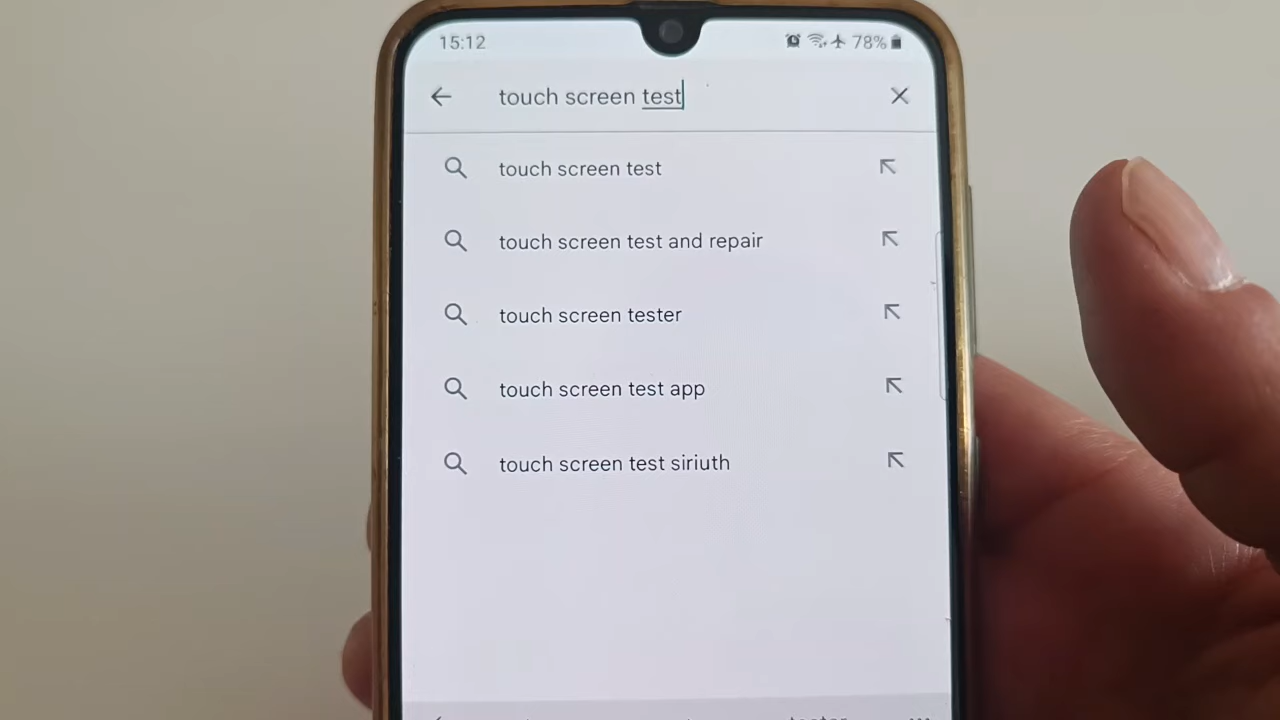 15:12 78%
touch screen test
touch screen test
touch screen test and repair
touch screen tester
touch screen test app
touch screen test siriuth